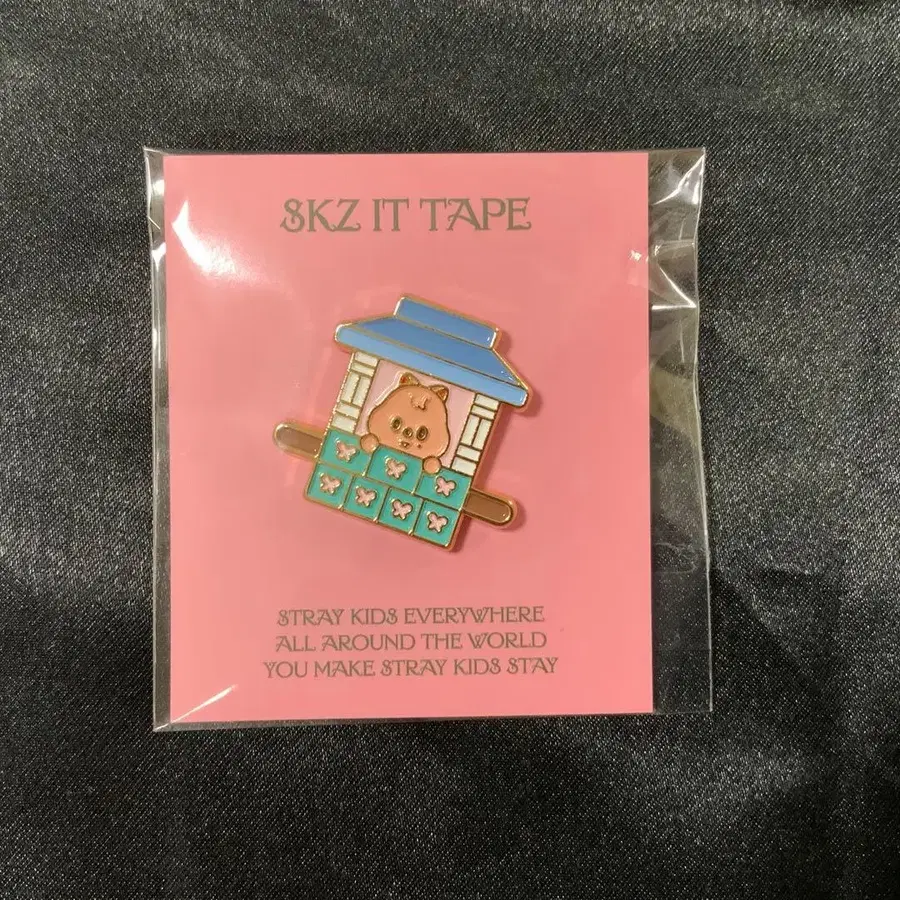 SKZ IT TAPE
STRAY KIDS EVERYWHERE
ALL AROUND THE WORLD
YOU MAKE STRAY KIDS STAY